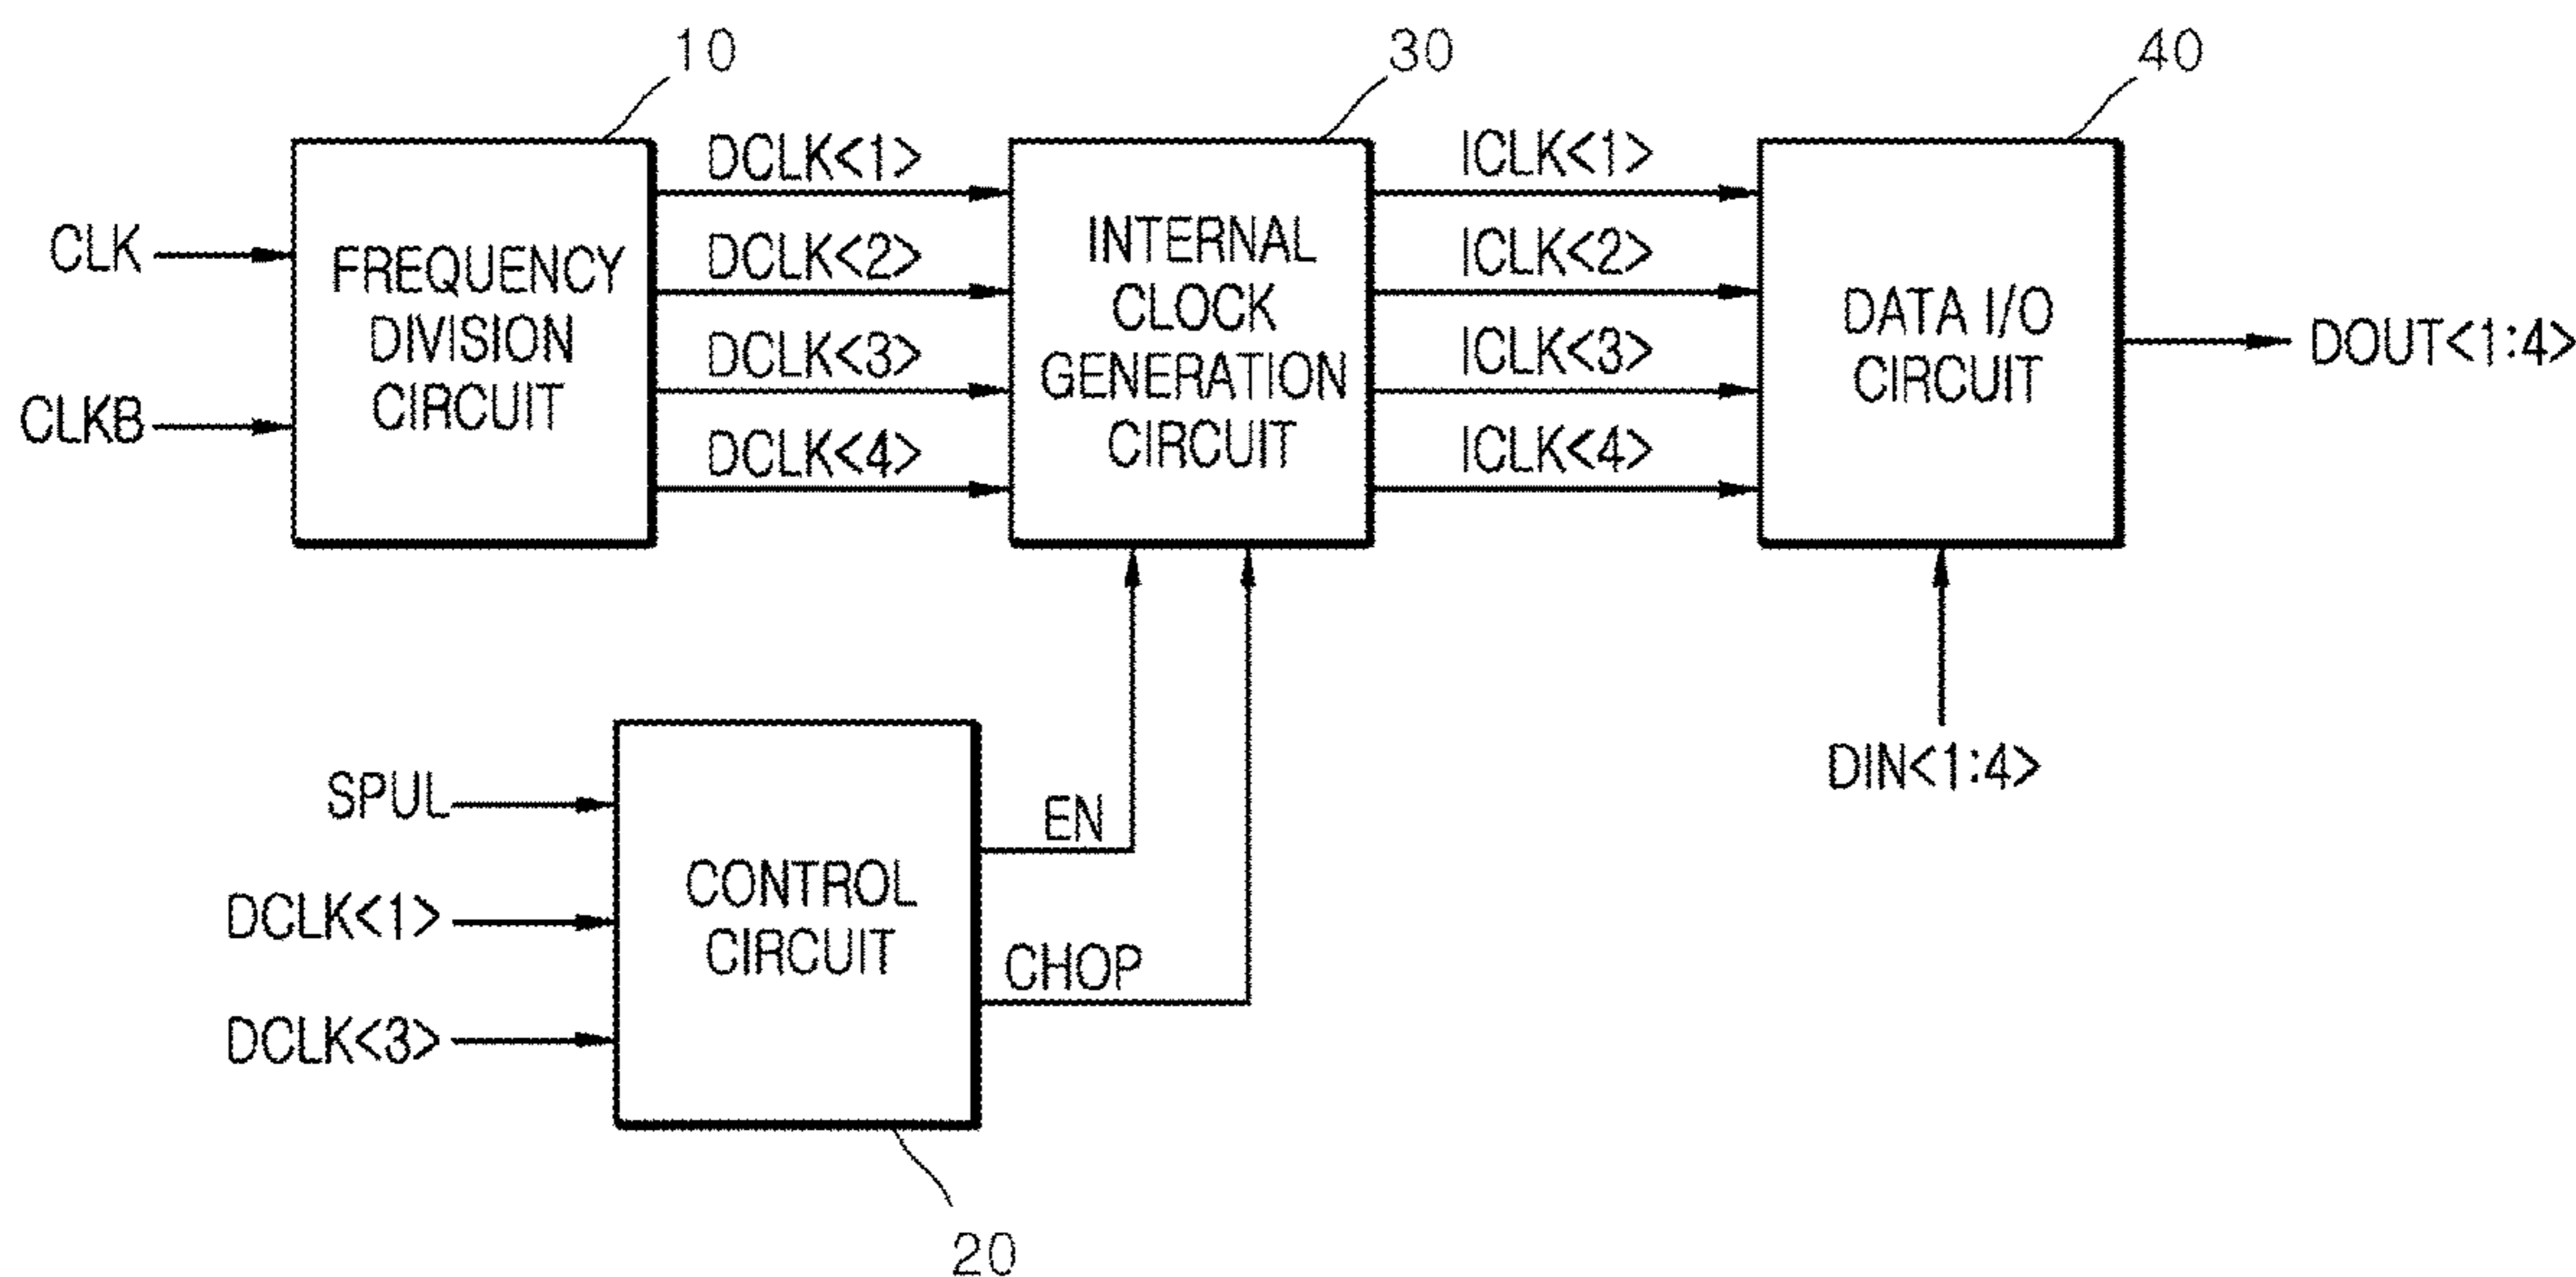 10
30
40
CLK
CLKB
FREQUENCY
DIVISION
CIRCUIT
DCLK<1>
DCLK<2>
DCLK<3>
DCLK<4>
INTERNAL
CLOCK
GENERATION
CIRCUIT
ICLK<1>
ICLK<2>
ICLK<3>
ICLK<4>
DATA I/O
CIRCUIT
DOUT<1:4>
DIN<1:4>
SPUL
DCLK<1>
DCLK<3>
CONTROL
CIRCUIT
EN
CHOP
20